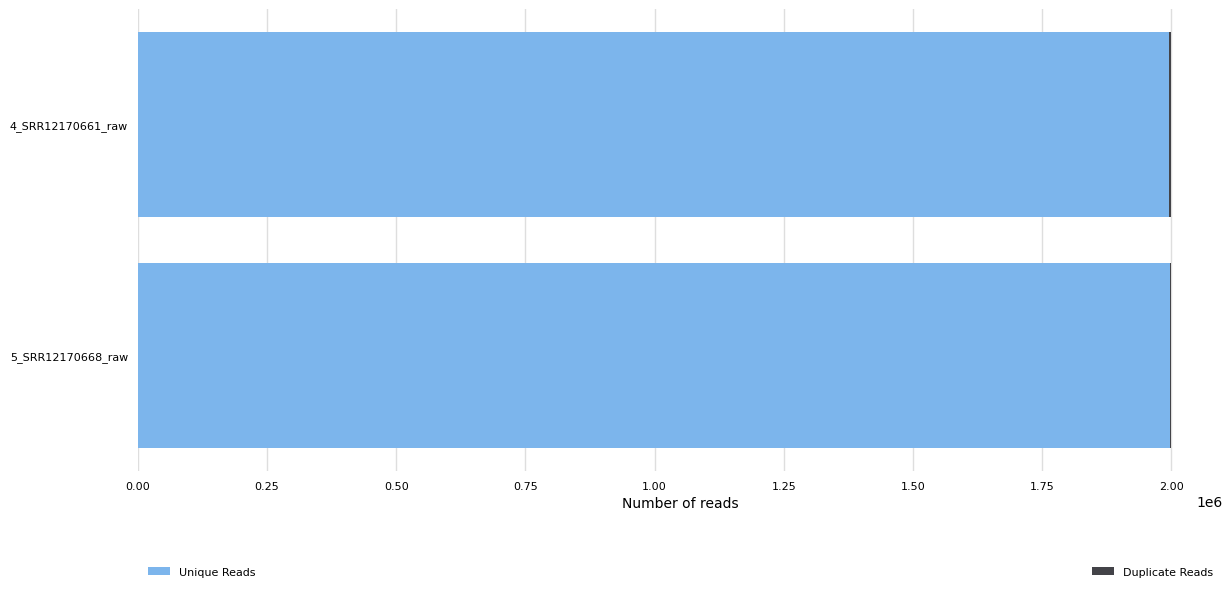 4_SRR12170661_raw
5_SRR12170668_raw
0.00 0.25 0.50 0.75 1.00 1.25 1.50 1.75 2.00
Number of reads
1e6
Unique Reads
Duplicate Reads